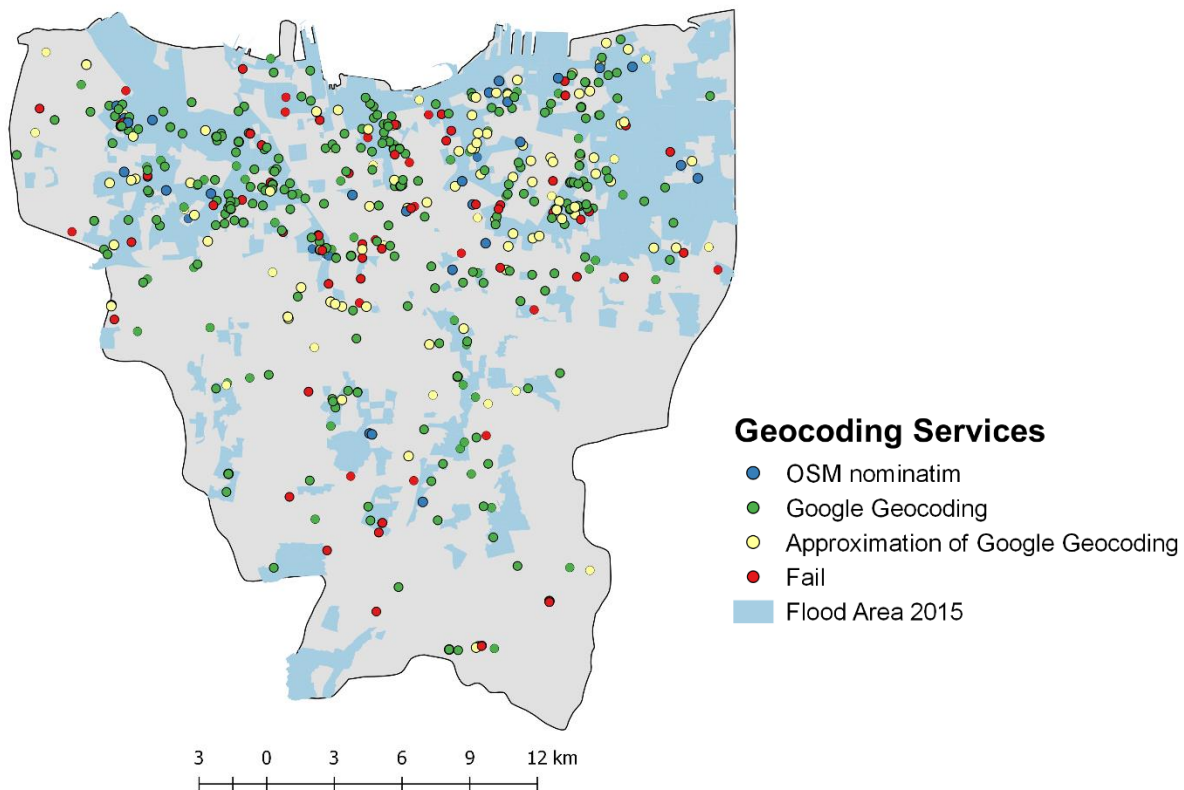 Geocoding Services
OSM nominatim
Google Geocoding
Approximation of Google Geocoding
Fail
Flood Area 2015
3 0 3 6 9 12 km